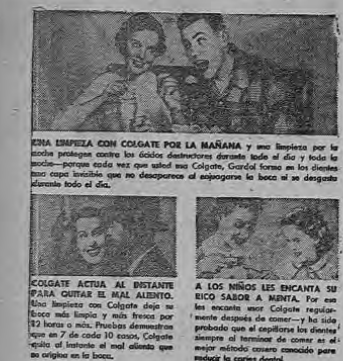 UNA LIMPIEZA CON COLGATE POR LA MAÑANA y una limpieza por la
noche protegen contra los ácidos destructores durante todo el día y toda la
noche—porque cada vez que usted usa Colgate, Gardol forma en los dientes
una capa invisible que no desaparece al enjuagarse la boca ni se desgasta
durante todo el día.
COLGATE ACTUA AL INSTANTE
PARA QUITAR EL MAL ALIENTO.
Una limpieza con Colgate deja su
boca más limpia y más fresca por
12 horas o más. Pruebas demuestran
que en 7 de cada 10 casos, Colgate
quita al instante el mal aliento que
se origina en la boca.
A LOS NIÑOS LES ENCANTA SU
RICO SABOR A MENTA. Por eso
les encanta usar Colgate regular-
mente después de comer—y ha sido
probado que el cepillarse los dientes
siempre al terminar de comer es el
mejor método casero conocido para
reducir la caries dental.